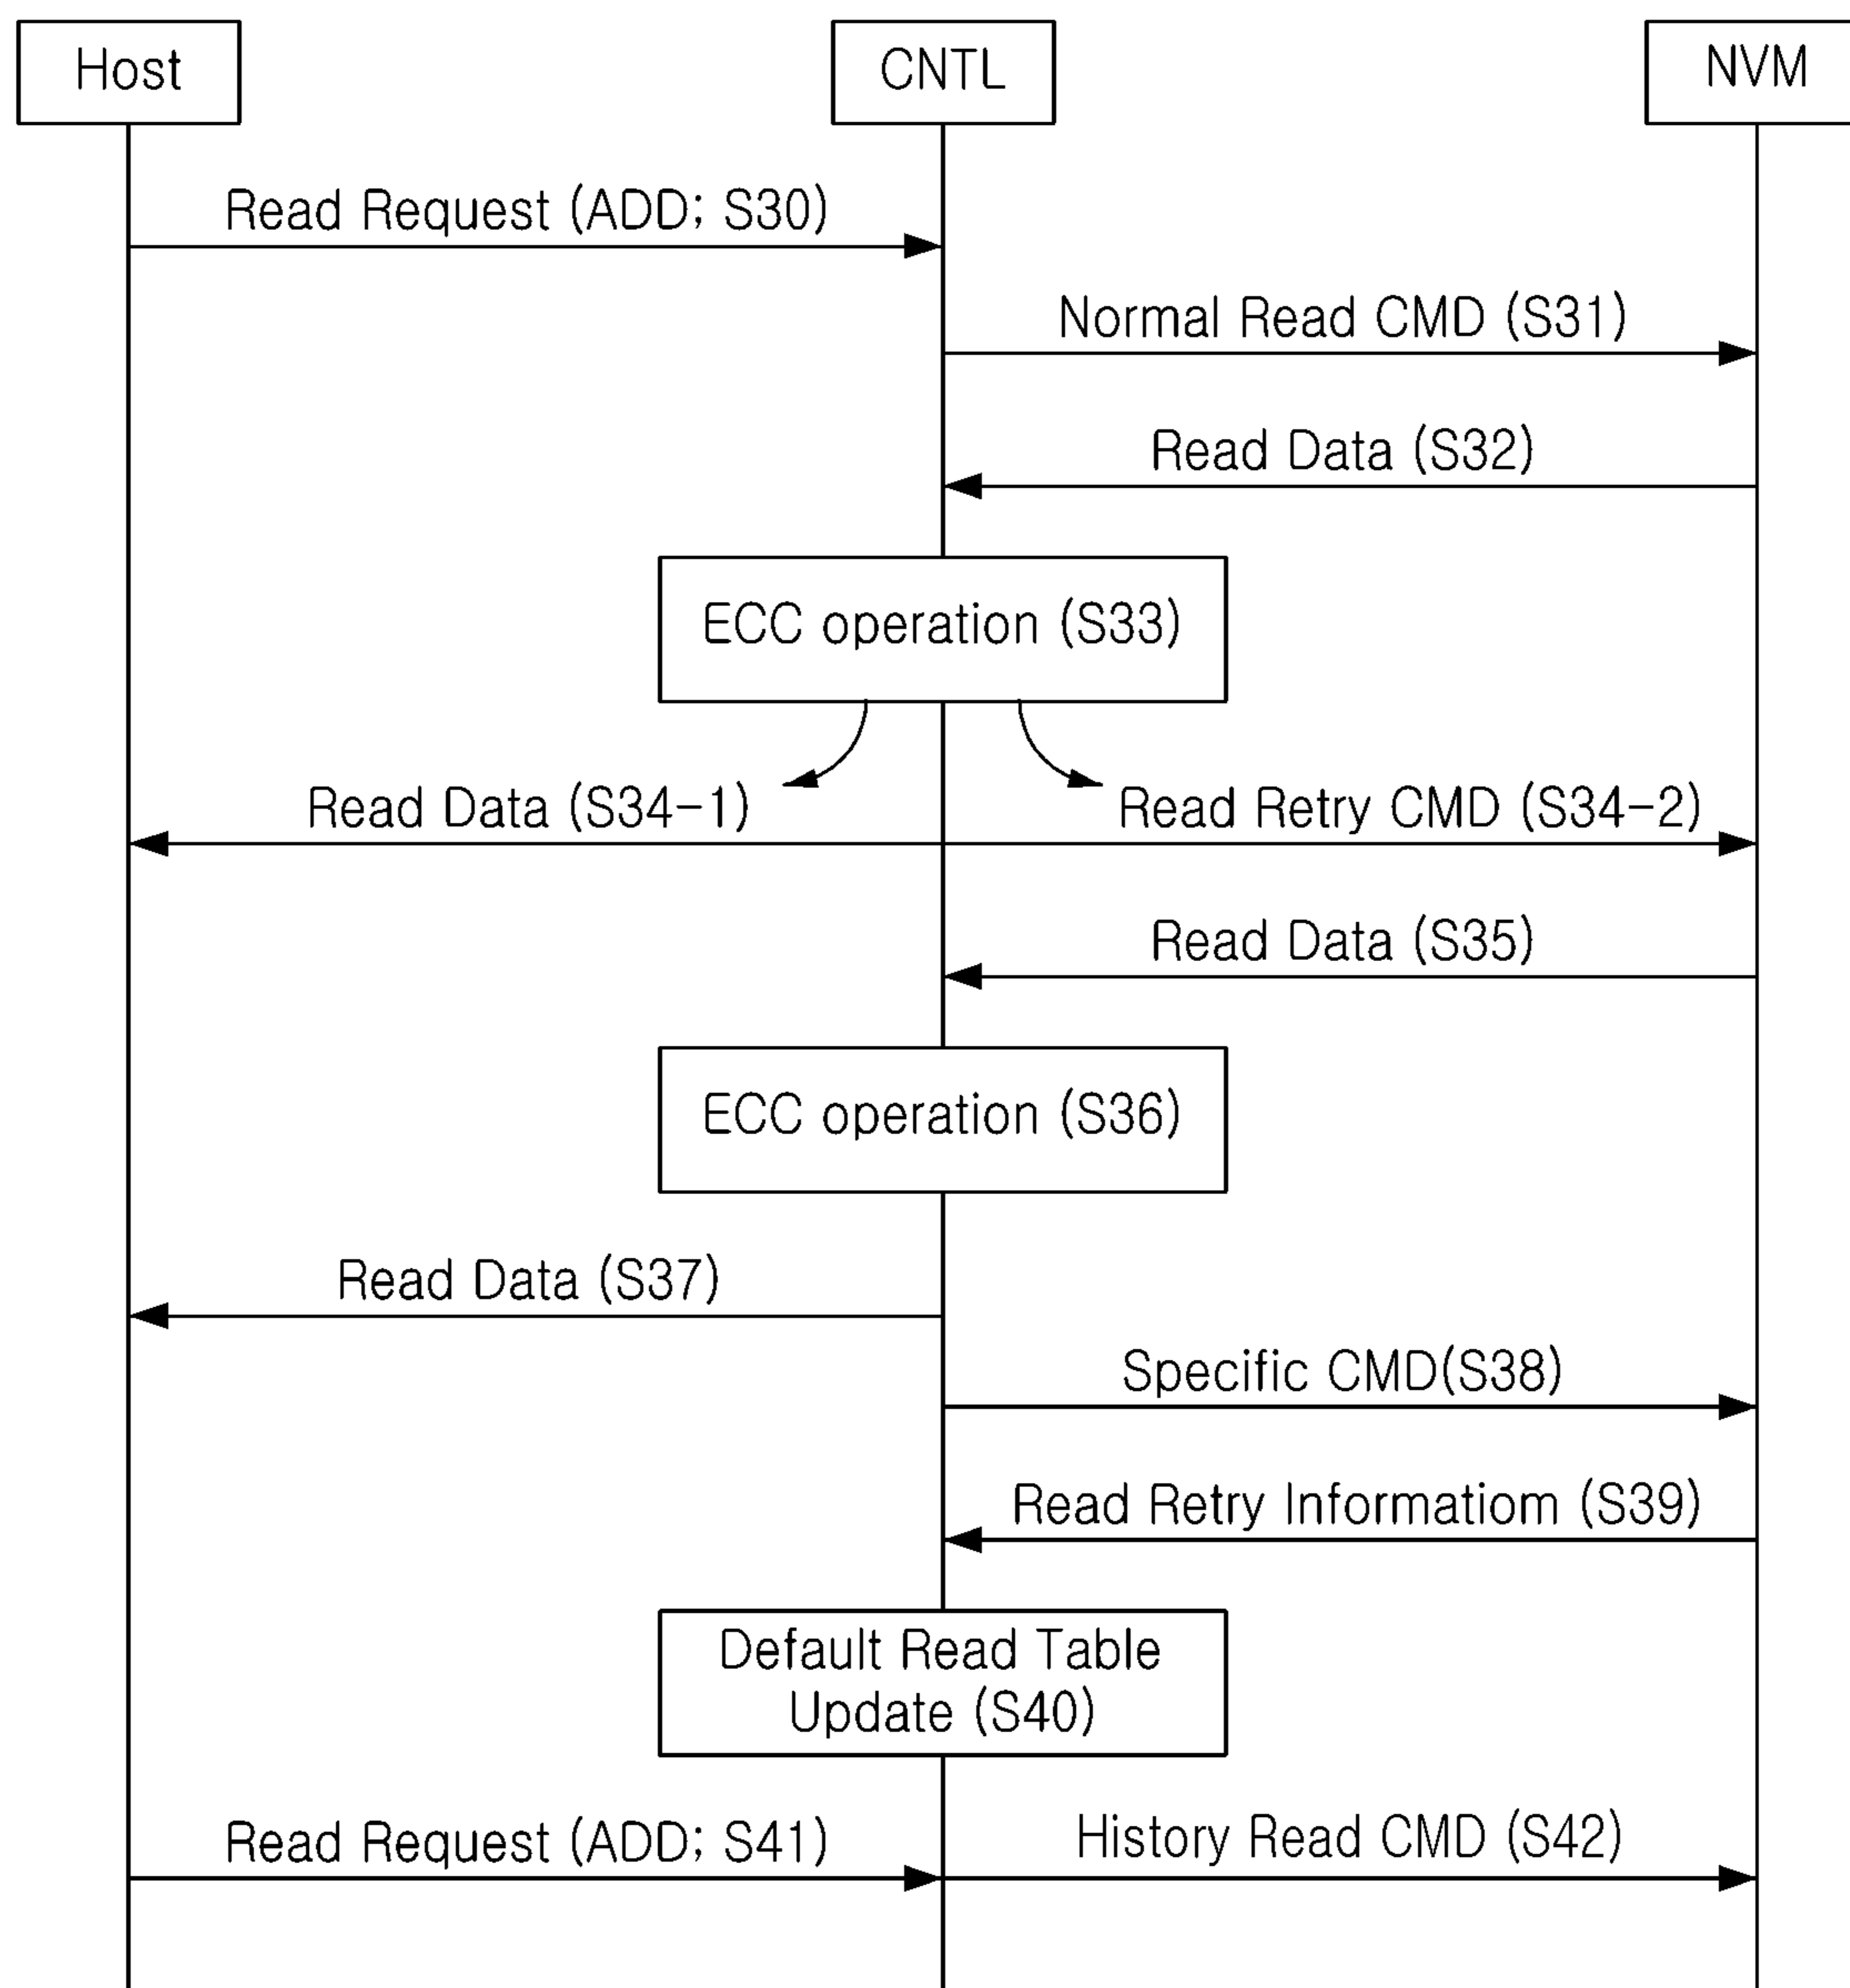 Host
CNTL
NVM
Read Request (ADD; S30)
Normal Read CMD (S31)
Read Data (S32)
ECC operation (S33)
Read Data (S34-1)
Read Retry CMD (S34-2)
Read Data (S35)
ECC operation (S36)
Read Data (S37)
Specific CMD(S38)
Read Retry Informatiom (S39)
Default Read Table
Update (S40)
Read Request (ADD; S41)
History Read CMD (S42)